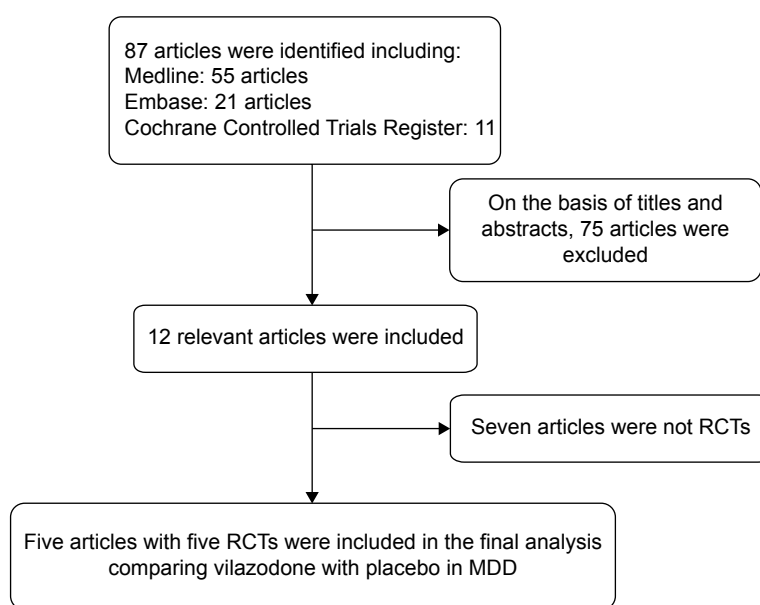 87 articles were identified including:
Medline: 55 articles
Embase: 21 articles
Cochrane Controlled Trials Register: 11
On the basis of titles and
abstracts, 75 articles were
excluded
12 relevant articles were included
Seven articles were not RCTs
Five articles with five RCTs were included in the final analysis
comparing vilazodone with placebo in MDD